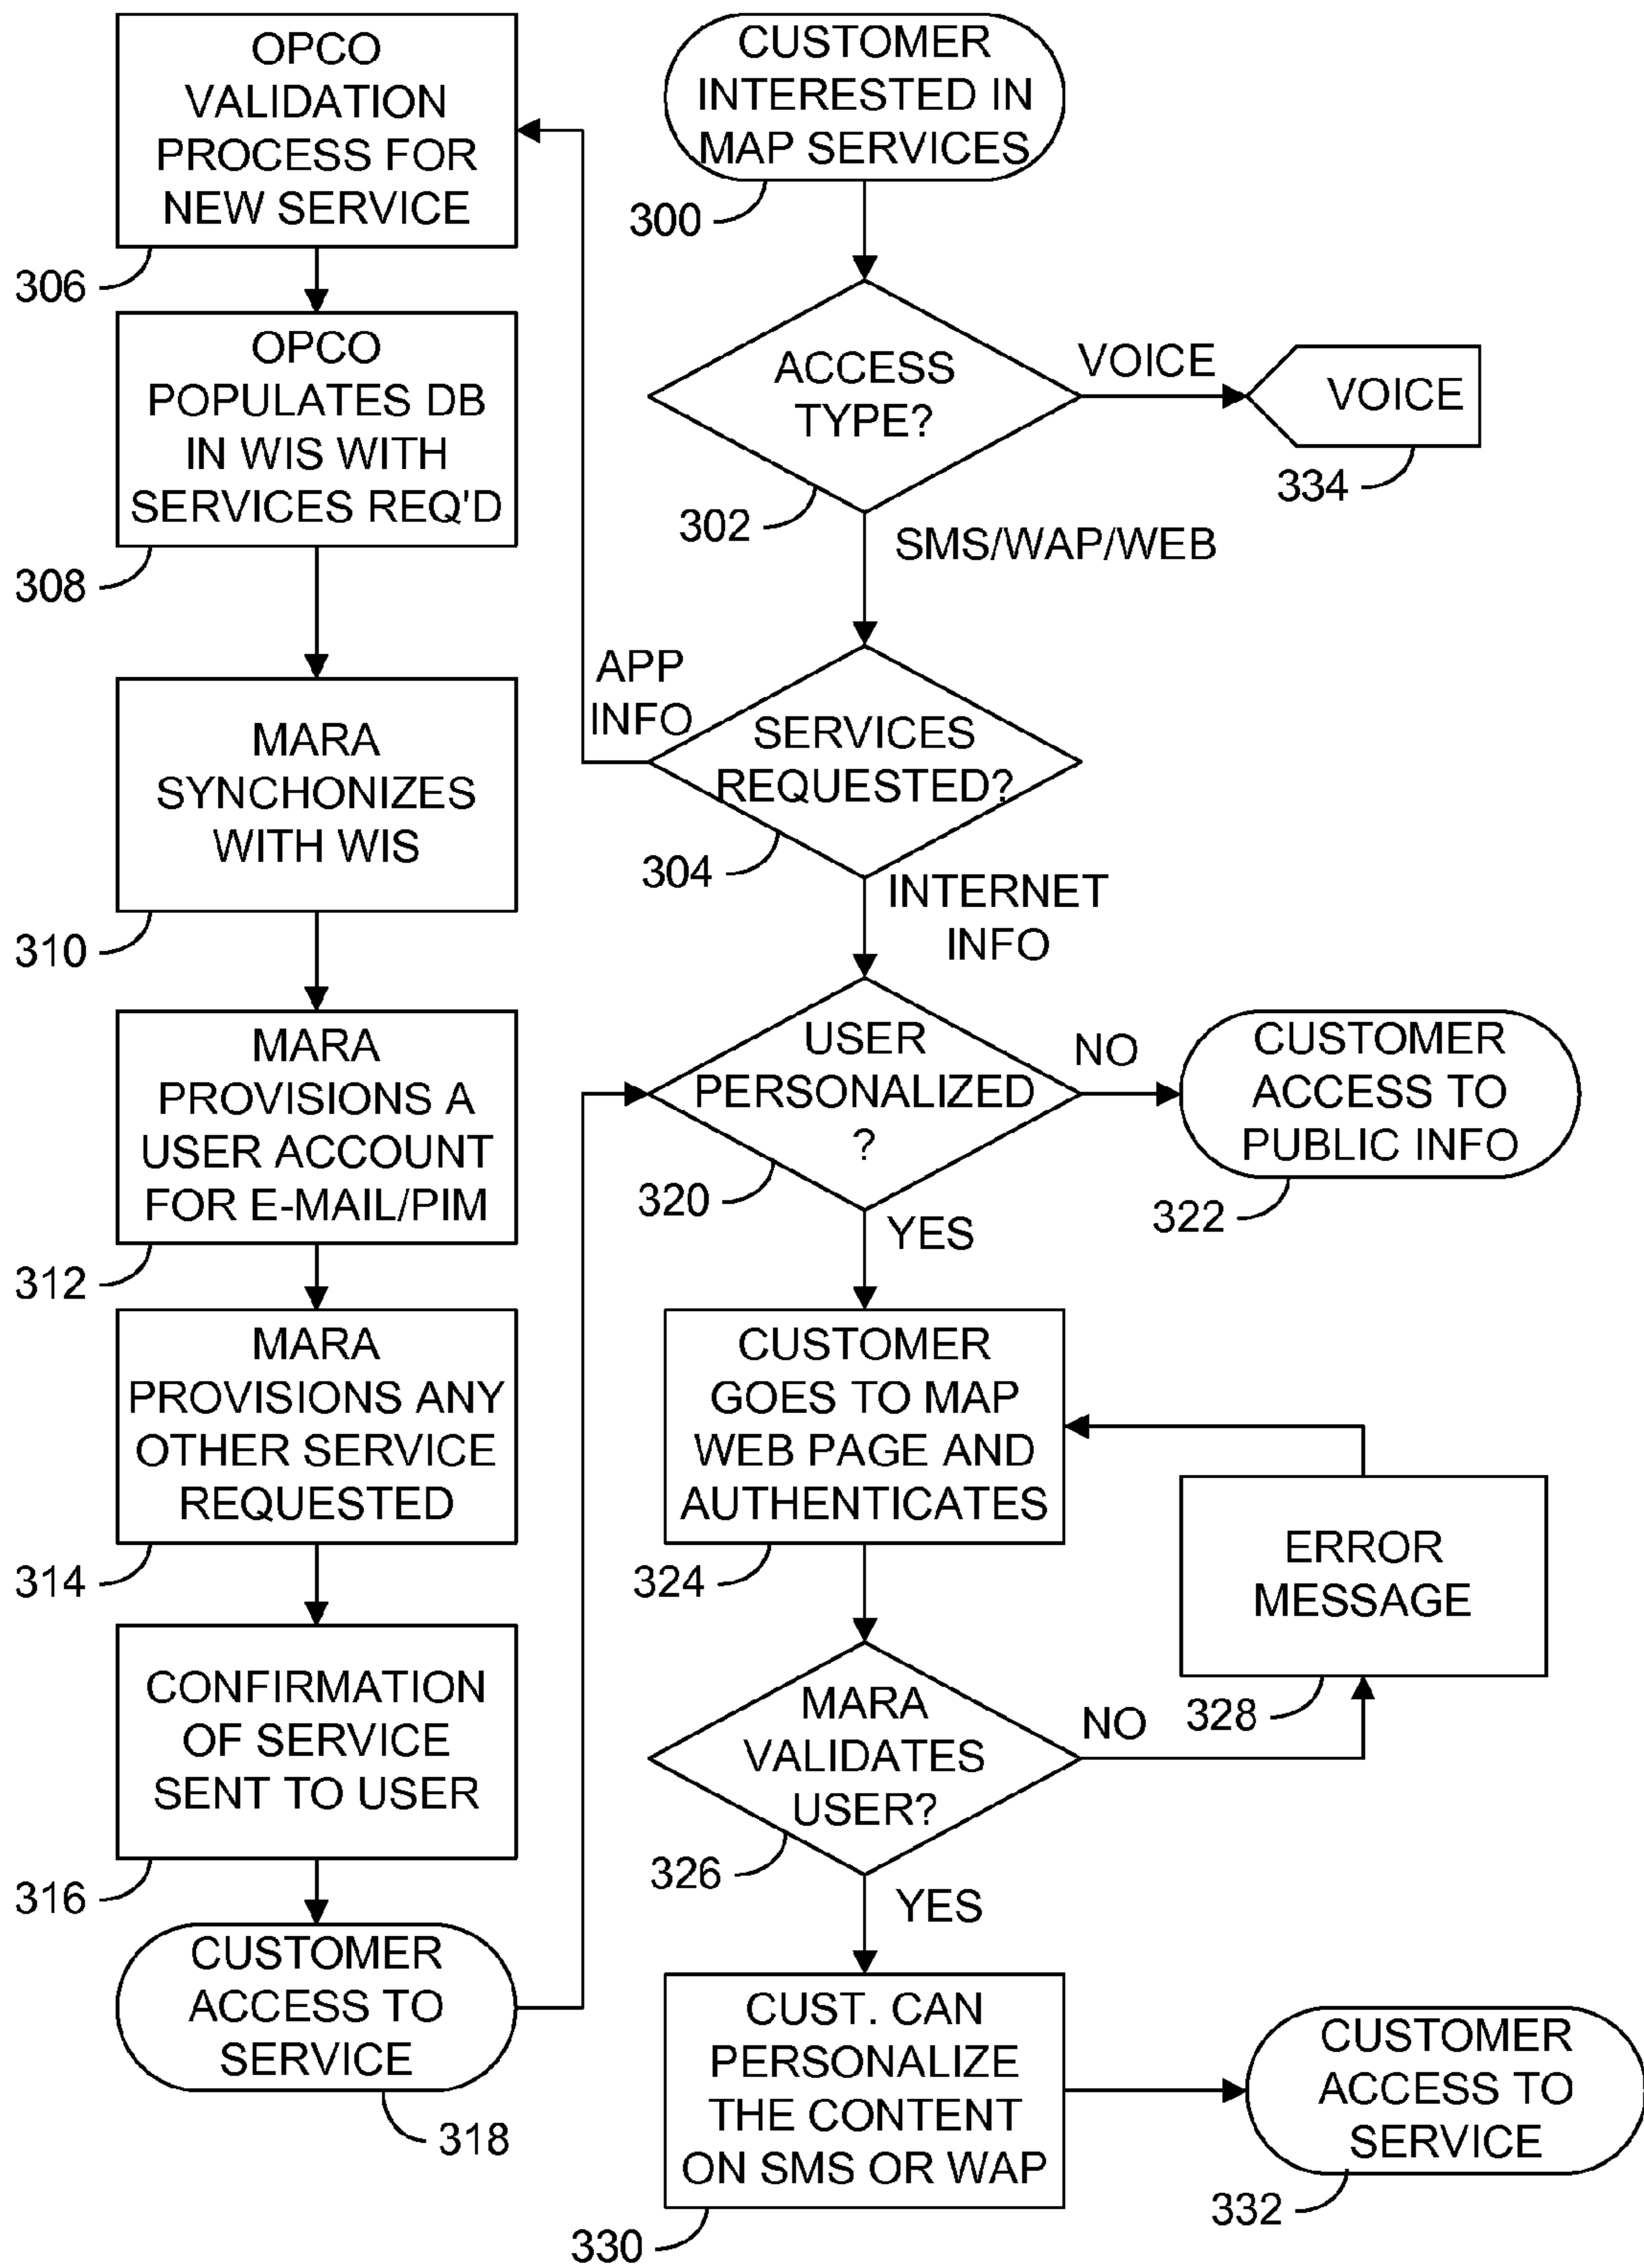 CUSTOMER
INTERESTED IN
MAP SERVICES
300
ACCESS
TYPE?
302
VOICE
VOICE
334
SMS/WAP/WEB
SERVICES
REQUESTED?
304
APP
INFO
INTERNET
INFO
OPCO
VALIDATION
PROCESS FOR
NEW SERVICE
306
OPCO
POPULATES DB
IN WIS WITH
SERVICES REQ'D
308
MARA
SYNCHONIZES
WITH WIS
310
MARA
PROVISIONS A
USER ACCOUNT
FOR E-MAIL/PIM
312
MARA
PROVISIONS ANY
OTHER SERVICE
REQUESTED
314
CONFIRMATION
OF SERVICE
SENT TO USER
316
CUSTOMER
ACCESS TO
SERVICE
318
USER
PERSONALIZED
?
320
NO
CUSTOMER
ACCESS TO
PUBLIC INFO
322
YES
CUSTOMER
GOES TO MAP
WEB PAGE AND
AUTHENTICATES
324
MARA
VALIDATES
USER?
326
NO
ERROR
MESSAGE
328
YES
CUST. CAN
PERSONALIZE
THE CONTENT
ON SMS OR WAP
330
CUSTOMER
ACCESS TO
SERVICE
332